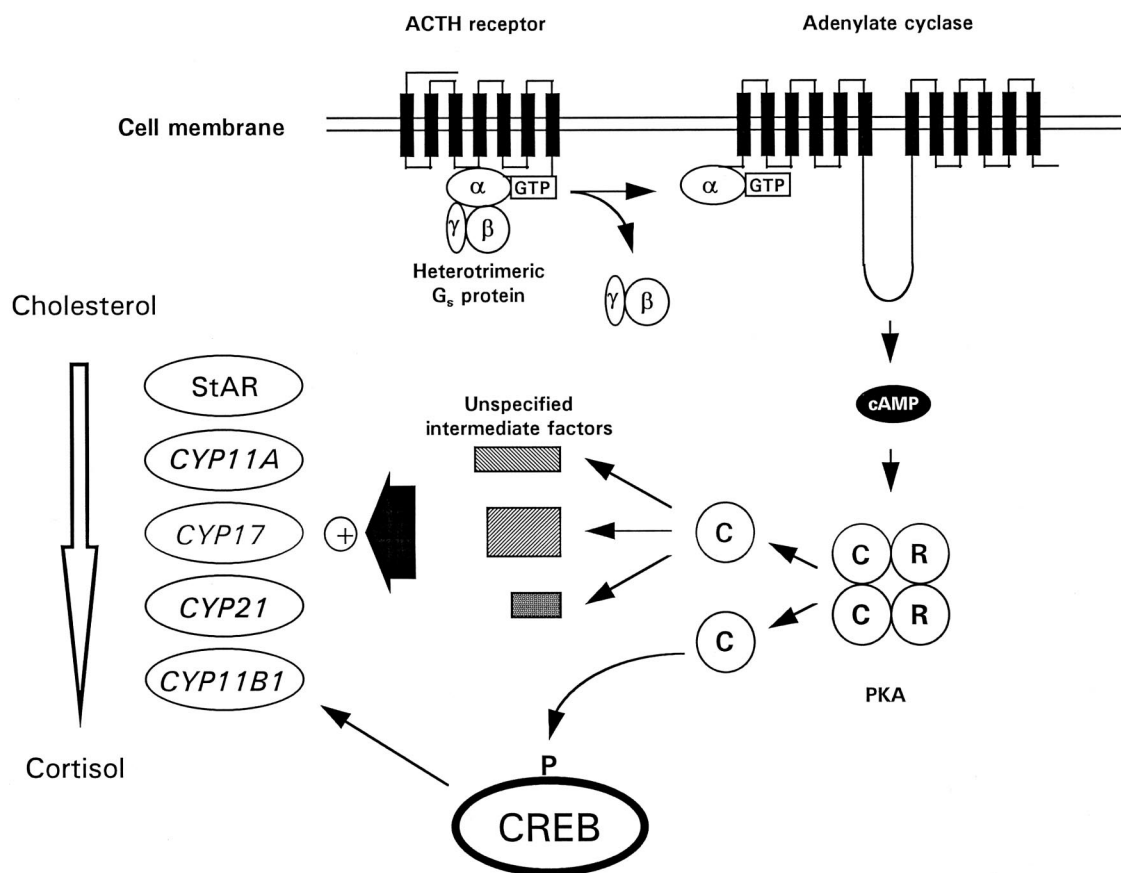 ACTH receptor
Adenylate cyclase
Cell membrane
α
GTP
γ
β
α
GTP
Heterotrimeric
Gₛ protein
γ
β
Cholesterol
StAR
CYP11A
CYP17
CYP21
CYP11B1
Cortisol
+
Unspecified
intermediate factors
cAMP
C
C
C
R
C
R
PKA
P
CREB